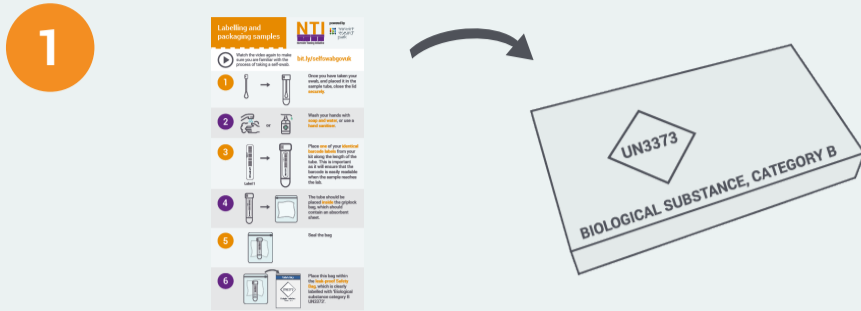 1
Labelling and
packaging samples
NTI
powered by
Watch the video again to make
sure you are familiar with the
process of taking a self-swab.
bit.ly/selfswabgovuk
1
Once you have taken your
swab, and placed it in the
sample tube, close the lid
securely.
2
or
Wash your hands with
soap and water, or use a
hand sanitiser.
3
Label 1
Place one of your identical
barcode labels from your
kit along the length of the
tube. This is important
as it will ensure that the
barcode is easily readable
when the sample reaches
the lab.
4
The tube should be
placed inside the griplock
bag, which should
contain an absorbent
sheet.
5
Seal the bag
6
Place this bag within
the leak-proof Safety
Bag, which is clearly
labelled with 'Biological
substance category B
UN3373'.
UN3373
BIOLOGICAL SUBSTANCE, CATEGORY B